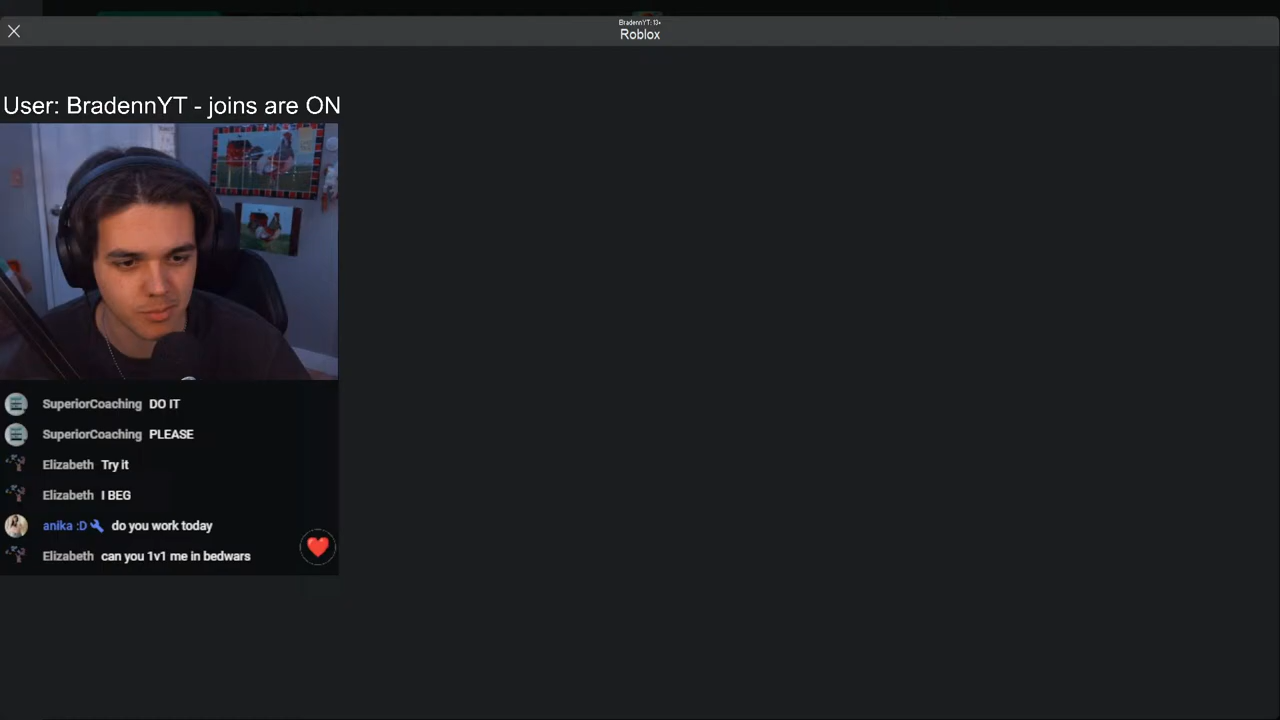 BradennYT: 13+
Roblox
User: BradennYT - joins are ON
SuperiorCoaching DO IT
SuperiorCoaching PLEASE
Elizabeth Try it
Elizabeth I BEG
anika :D do you work today
Elizabeth can you 1v1 me in bedwars